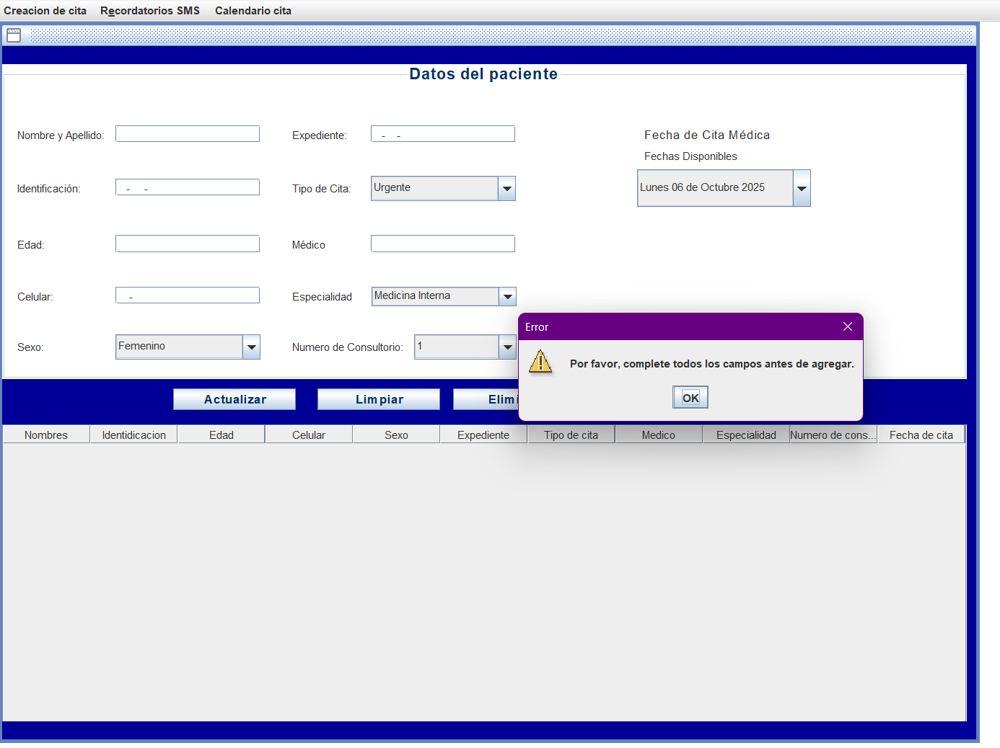 Creacion de cita Recordatorios SMS Calendario cita
Datos del paciente
Nombre y Apellido:
Expediente: - -
Fecha de Cita Médica
Fechas Disponibles
Identificación: - -
Tipo de Cita: Urgente
Lunes 06 de Octubre 2025
Edad:
Médico
Celular: -
Especialidad Medicina Interna
Sexo: Femenino
Numero de Consultorio: 1
Error
Por favor, complete todos los campos antes de agregar.
OK
Actualizar Limpiar Elimi
Nombres Identidicacion Edad Celular Sexo Expediente Tipo de cita Medico Especialidad Numero de cons... Fecha de cita